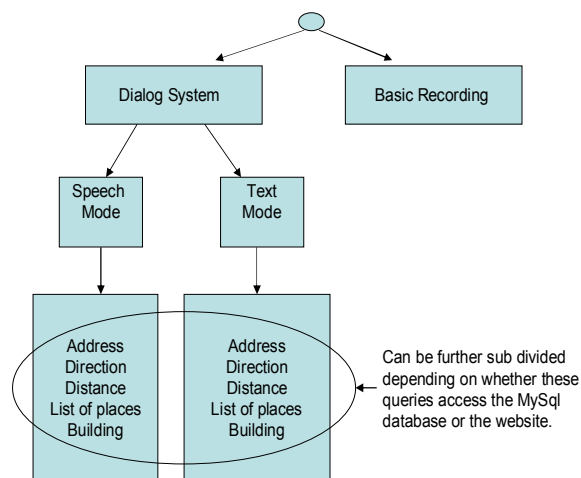 Dialog System
Basic Recording
Speech
Mode
Text
Mode
Address
Direction
Distance
List of places
Building
Address
Direction
Distance
List of places
Building
Can be further sub divided
depending on whether these
queries access the MySql
database or the website.